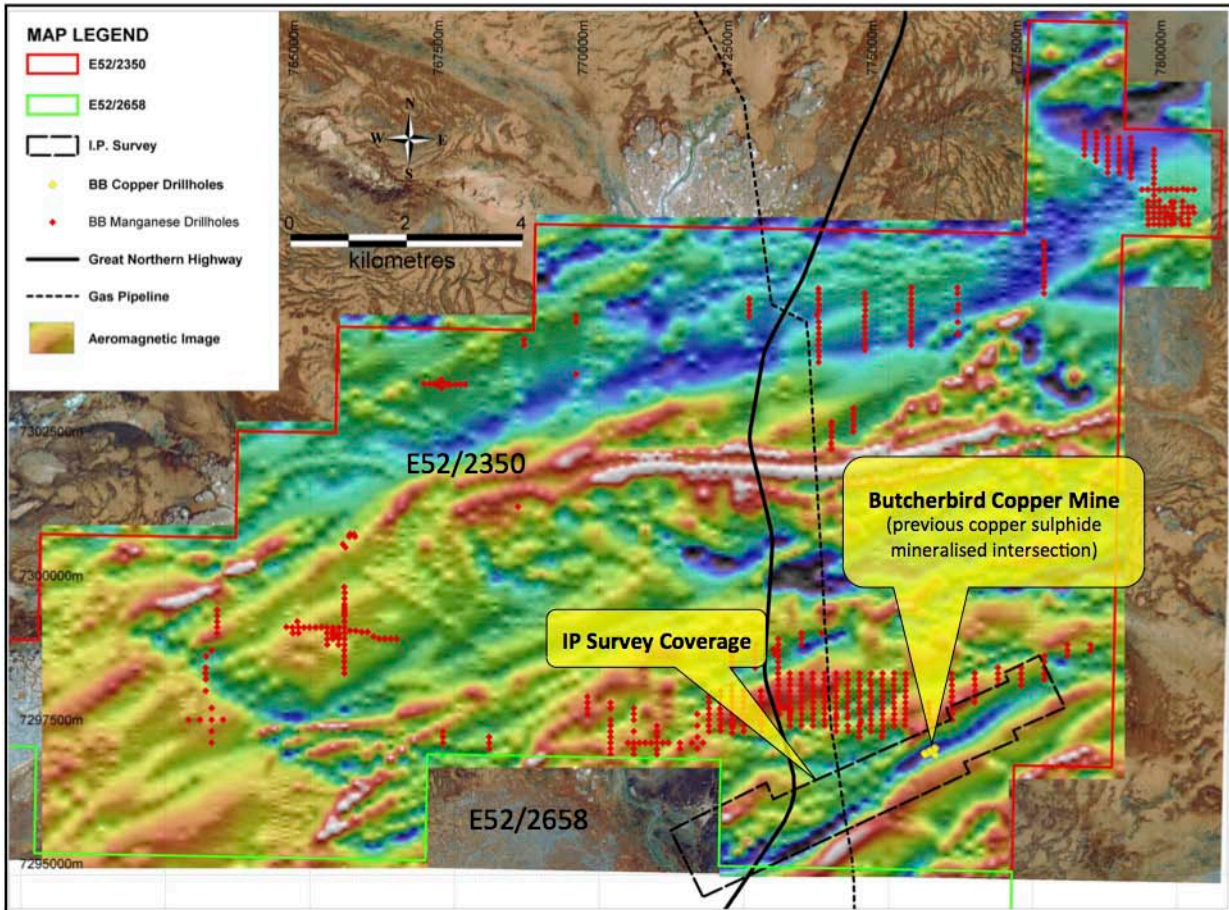 MAP LEGEND
E52/2350
E52/2658
I.P. Survey
BB Copper Drillholes
BB Manganese Drillholes
Great Northern Highway
Gas Pipeline
Aeromagnetic Image
N
W E
S
0 2 4
kilometres
765000m
767500m
770000m
772500m
775000m
777500m
780000m
7302500m
7300000m
7297500m
7295000m
E52/2350
Butcherbird Copper Mine
(previous copper sulphide
mineralised intersection)
IP Survey Coverage
E52/2658